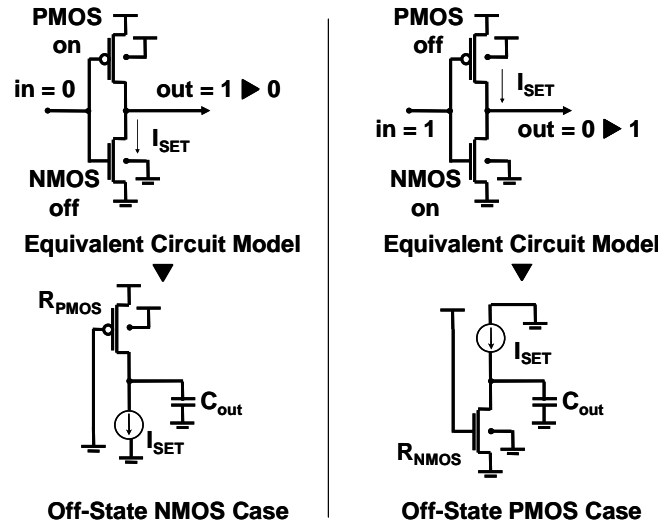 PMOS
on
in = 0
out = 1 ▶ 0
I_SET
NMOS
off
Equivalent Circuit Model
R_PMOS
C_out
I_SET
Off-State NMOS Case
PMOS
off
I_SET
in = 1
out = 0 ▶ 1
NMOS
on
Equivalent Circuit Model
I_SET
C_out
R_NMOS
Off-State PMOS Case